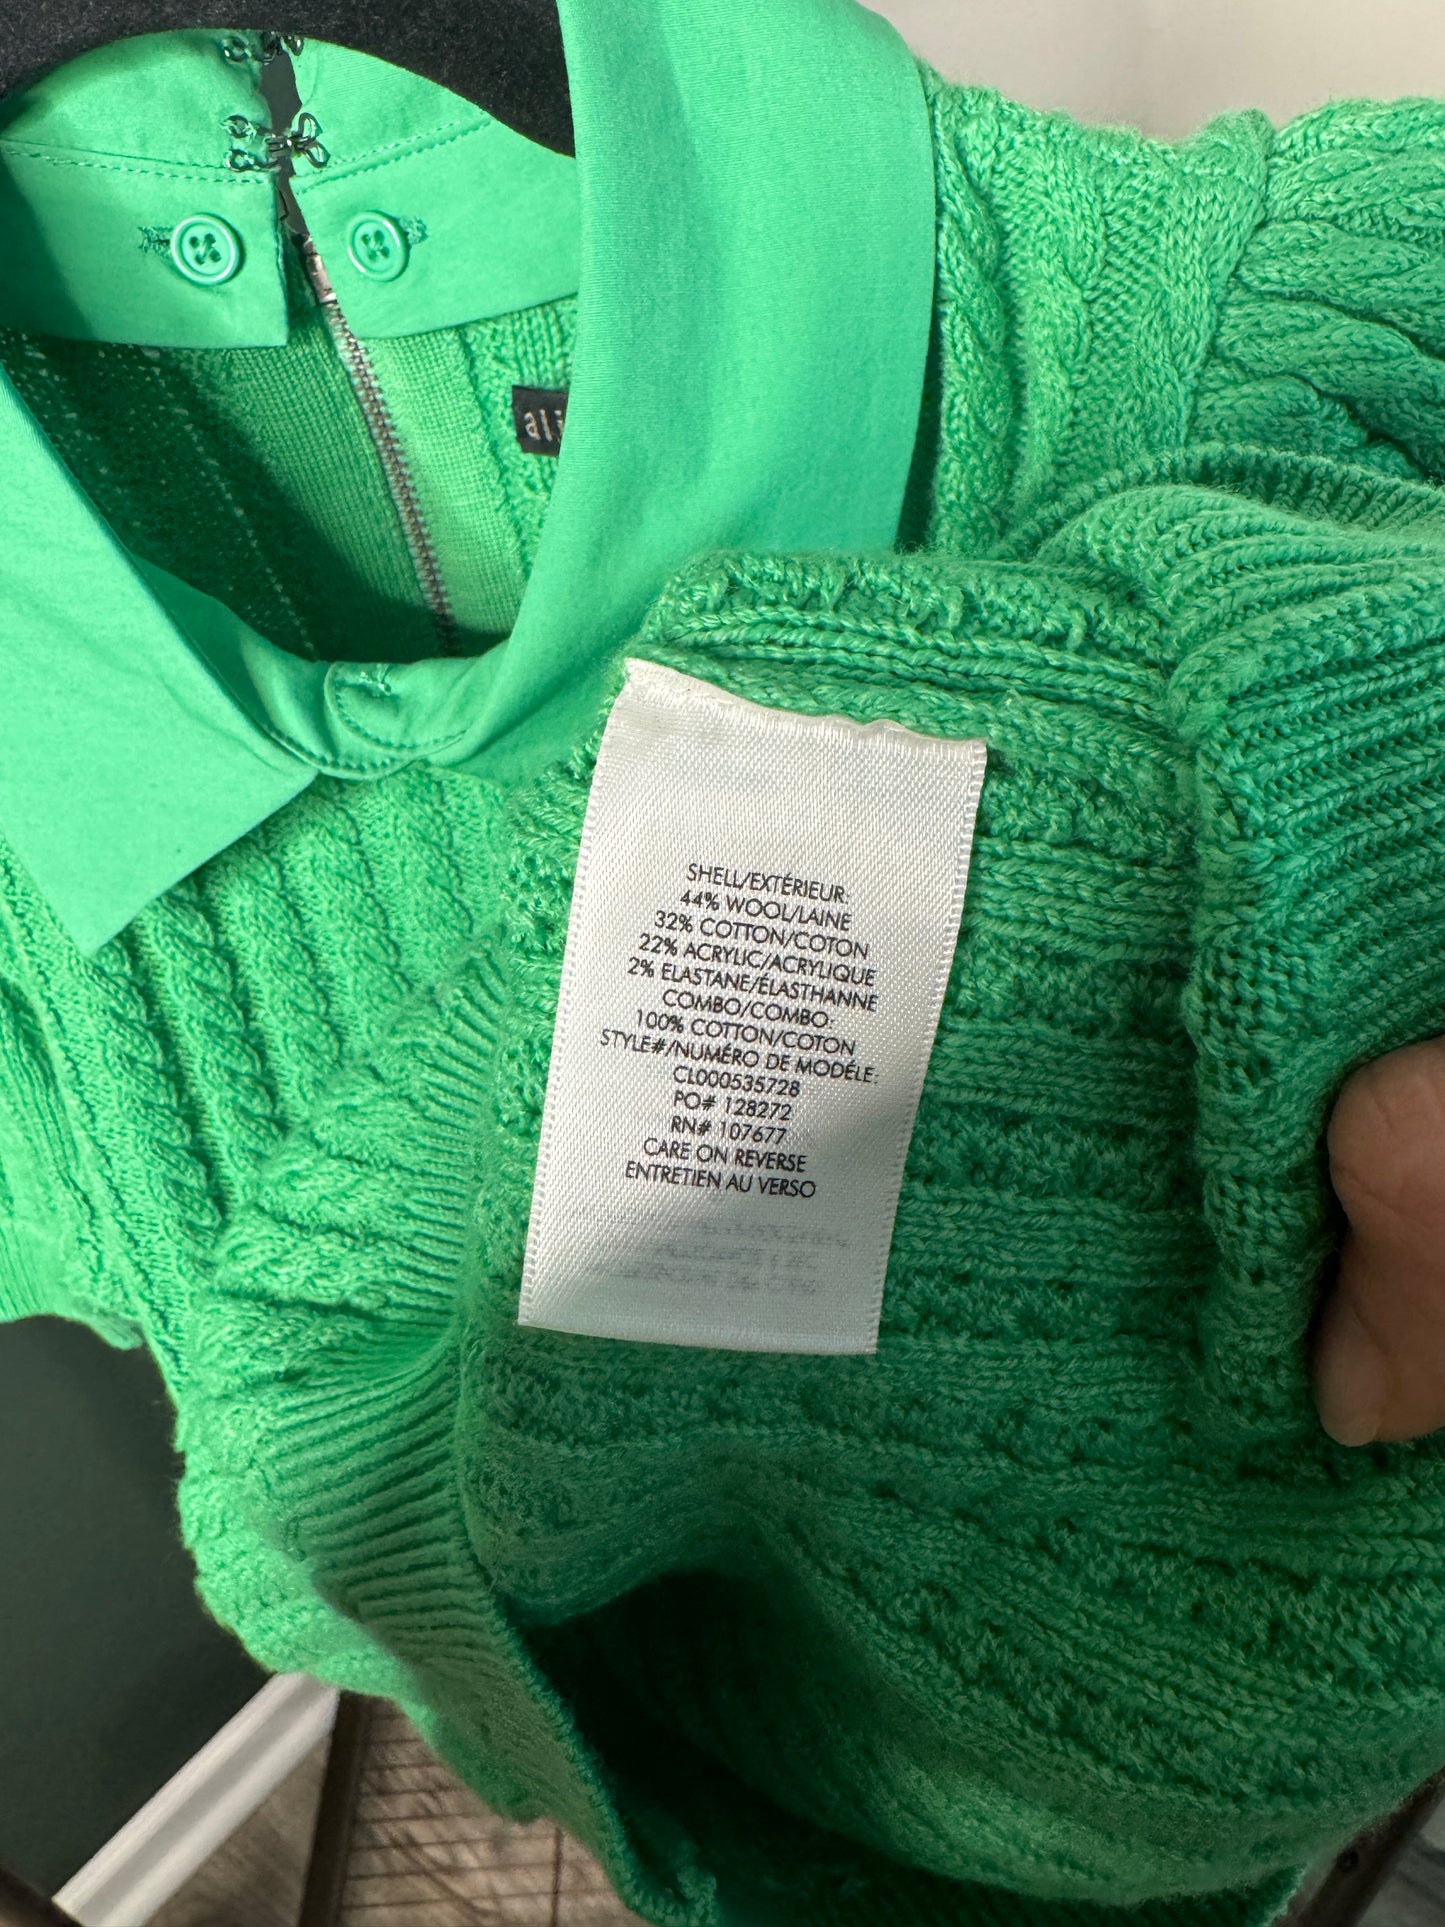 SHELL/EXTÉRIEUR:
44% WOOL/LAINE
32% COTTON/COTON
22% ACRYLIC/ACRYLIQUE
2% ELASTANE/ÉLASTHANNE
COMBO/COMBO:
100% COTTON/COTON
STYLE#/NUMÉRO DE MODÉLE:
CL000535728
PO# 128272
RN# 107677
CARE ON REVERSE
ENTRETIEN AU VERSO